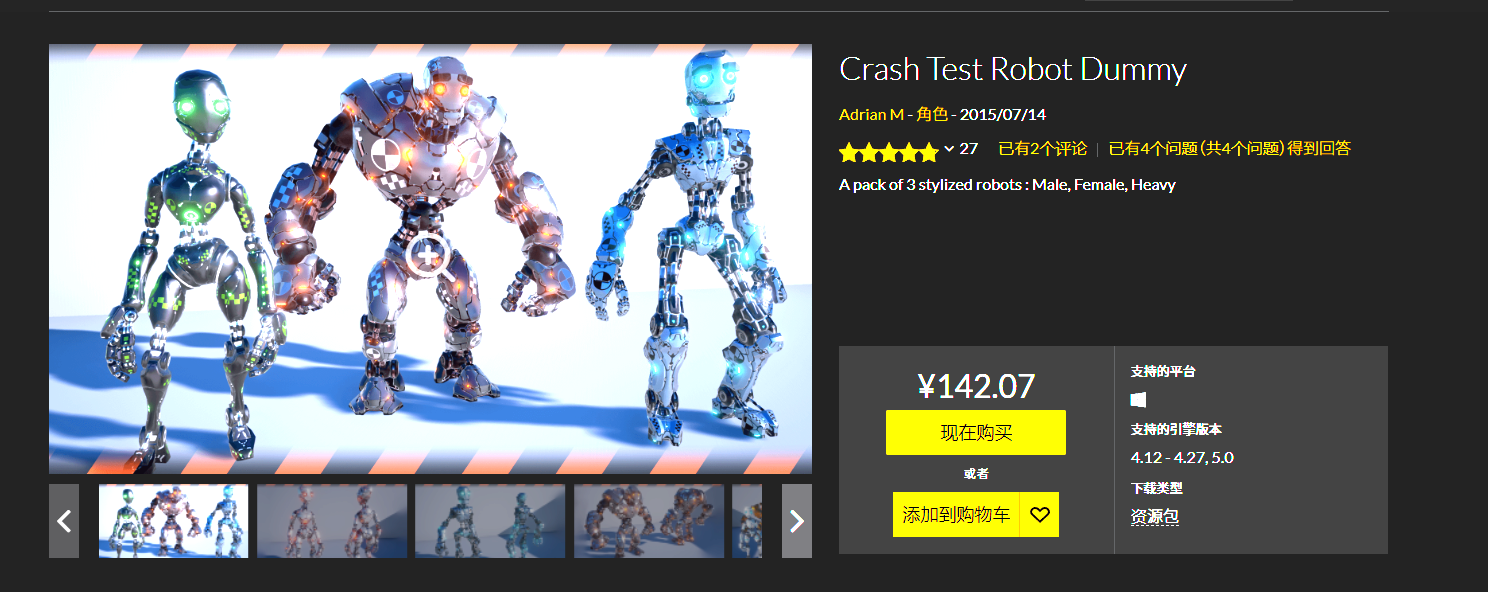 Crash Test Robot Dummy
Adrian M - 角色 - 2015/07/14
27 已有2个评论 | 已有4个问题(共4个问题)得到回答
A pack of 3 stylized robots : Male, Female, Heavy
¥142.07
现在购买
或者
添加到购物车
支持的平台
支持的引擎版本
4.12 - 4.27, 5.0
下载类型
资源包